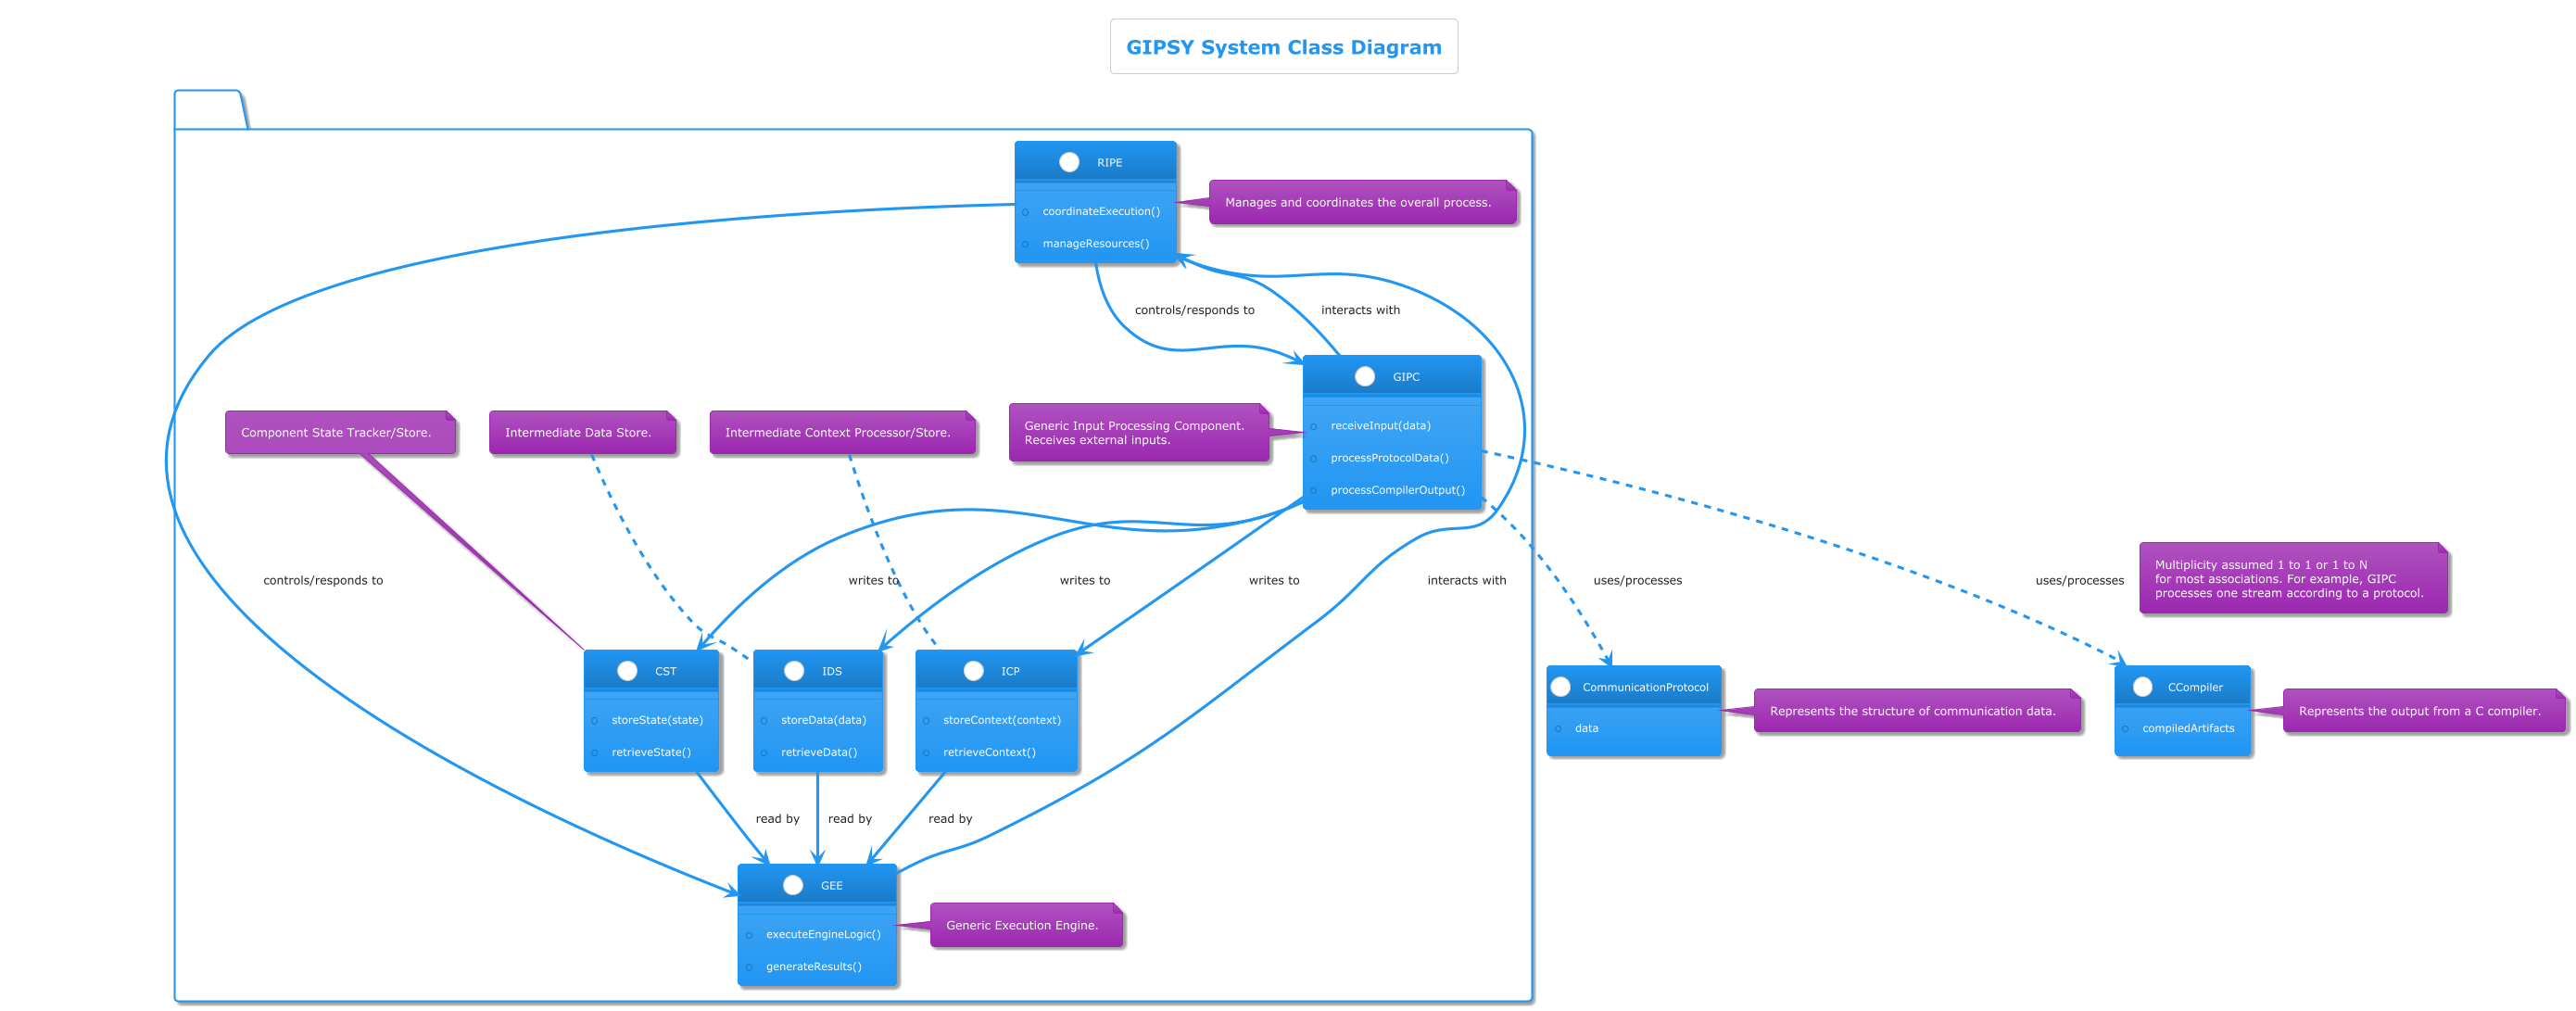 GIPSY System Class Diagram
RIPE
coordinateExecution()
manageResources()
Manages and coordinates the overall process.
controls/responds to
interacts with
GIPC
receiveInput(data)
processProtocolData()
processCompilerOutput()
Component State Tracker/Store.
Intermediate Data Store.
Intermediate Context Processor/Store.
Generic Input Processing Component.
Receives external inputs.
controls/responds to
writes to
writes to
writes to
interacts with
uses/processes
uses/processes
Multiplicity assumed 1 to 1 or 1 to N
for most associations. For example, GIPC
processes one stream according to a protocol.
CST
storeState(state)
retrieveState()
IDS
storeData(data)
retrieveData()
ICP
storeContext(context)
retrieveContext()
CommunicationProtocol
data
Represents the structure of communication data.
CCompiler
compiledArtifacts
Represents the output from a C compiler.
read by
read by
read by
GEE
executeEngineLogic()
generateResults()
Generic Execution Engine.